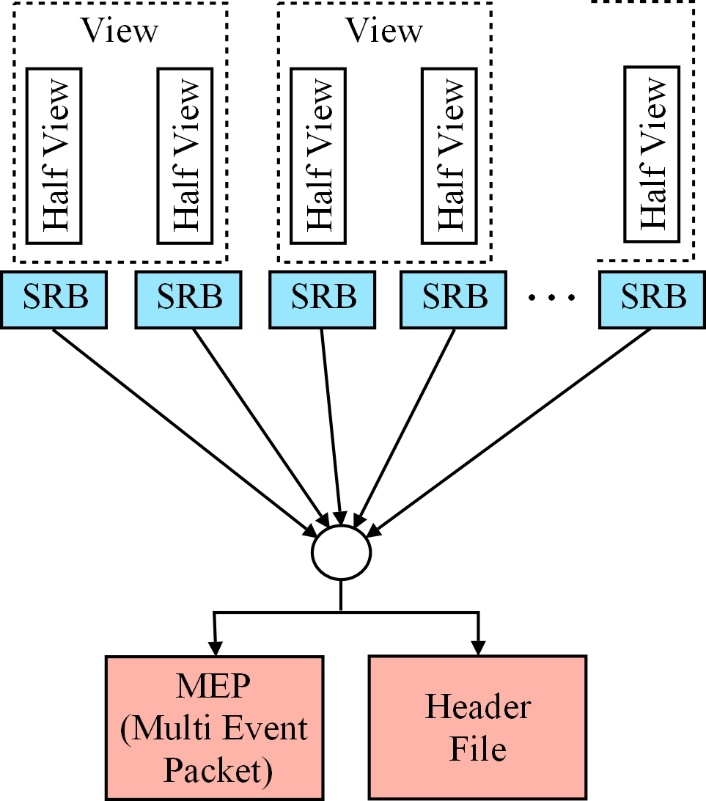 View
View
Half View
Half View
Half View
Half View
Half View
SRB
SRB
SRB
SRB
...
SRB
MEP
(Multi Event
Packet)
Header
File